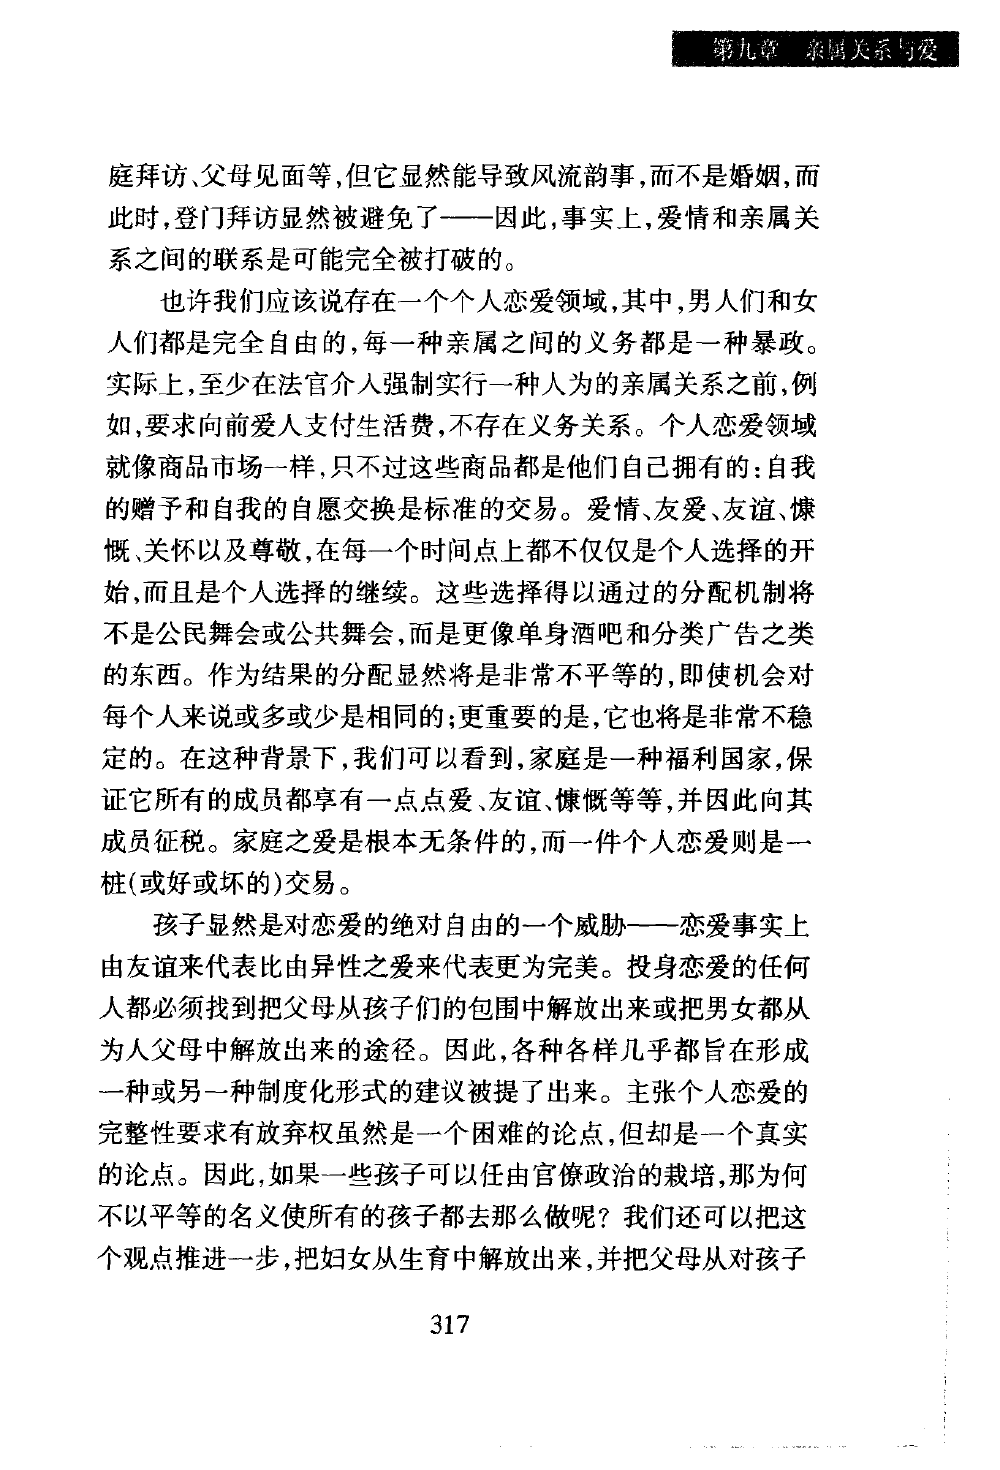 第九章 亲属关系与爱
庭拜访、父母见面等,但它显然能导致风流韵事,而不是婚姻,而
此时,登门拜访显然被避免了——因此,事实上,爱情和亲属关
系之间的联系是可能完全被打破的。
也许我们应该说存在一个个人恋爱领域,其中,男人们和女
人们都是完全自由的,每一种亲属之间的义务都是一种暴政。
实际上,至少在法官介人强制实行一种人为的亲属关系之前,例
如,要求向前爱人支付生活费,不存在义务关系。个人恋爱领域
就像商品市场一样,只不过这些商品都是他们自己拥有的:自我
的赠予和自我的自愿交换是标准的交易。爱情、友爱、友谊、慷
慨、关怀以及尊敬,在每一个时间点上都不仅仅是个人选择的开
始,而且是个人选择的继续。这些选择得以通过的分配机制将
不是公民舞会或公共舞会,而是更像单身酒吧和分类广告之类
的东西。作为结果的分配显然将是非常不平等的,即使机会对
每个人来说或多或少是相同的;更重要的是,它也将是非常不稳
定的。在这种背景下,我们可以看到,家庭是一种福利国家,保
证它所有的成员都享有一点点爱、友谊、慷慨等等,并因此向其
成员征税。家庭之爱是根本无条件的,而一件个人恋爱则是一
桩(或好或坏的)交易。
孩子显然是对恋爱的绝对自由的一个威胁——恋爱事实上
由友谊来代表比由异性之爱来代表更为完美。投身恋爱的任何
人都必须找到把父母从孩子们的包围中解放出来或把男女都从
为人父母中解放出来的途径。因此,各种各样几乎都旨在形成
一种或另一种制度化形式的建议被提了出来。主张个人恋爱的
完整性要求有放弃权虽然是一个困难的论点,但却是一个真实
的论点。因此,如果一些孩子可以任由官僚政治的栽培,那为何
不以平等的名义使所有的孩子都去那么做呢?我们还可以把这
个观点推进一步,把妇女从生育中解放出来,并把父母从对孩子
317